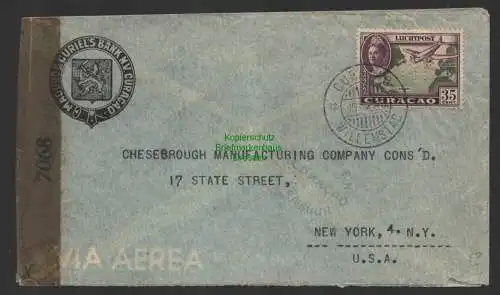 MADURO & CURIEL'S BANK N.V. CURAÇAO
LUCHTPOST
35
CENT
CURAÇAO
WILLEMSTAD
7068
Kopierschutz
Briefmarkenhaus
CHESEBROUGH MANUFACTURING COMPANY CONS'D.
17 STATE STREET,
NEW YORK, 4. N.Y.
U.S.A.
VIA AEREA